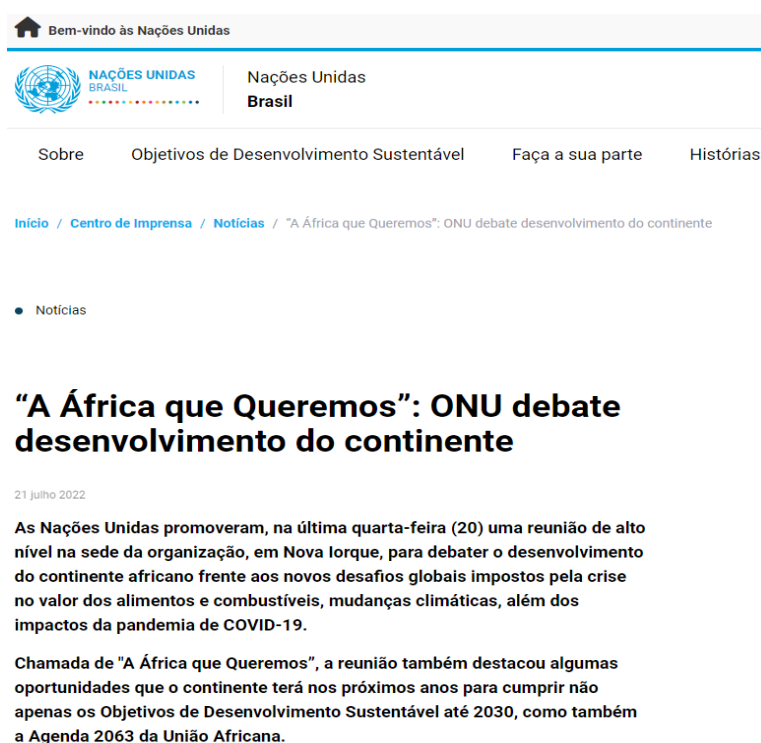 Bem-vindo às Nações Unidas
NAÇÕES UNIDAS
BRASIL
Nações Unidas
Brasil
Sobre Objetivos de Desenvolvimento Sustentável Faça a sua parte Histórias
Início / Centro de Imprensa / Notícias / “A África que Queremos”: ONU debate desenvolvimento do continente
Notícias
“A África que Queremos”: ONU debate
desenvolvimento do continente
21 julho 2022
As Nações Unidas promoveram, na última quarta-feira (20) uma reunião de alto
nível na sede da organização, em Nova Iorque, para debater o desenvolvimento
do continente africano frente aos novos desafios globais impostos pela crise
no valor dos alimentos e combustíveis, mudanças climáticas, além dos
impactos da pandemia de COVID-19.
Chamada de "A África que Queremos”, a reunião também destacou algumas
oportunidades que o continente terá nos próximos anos para cumprir não
apenas os Objetivos de Desenvolvimento Sustentável até 2030, como também
a Agenda 2063 da União Africana.